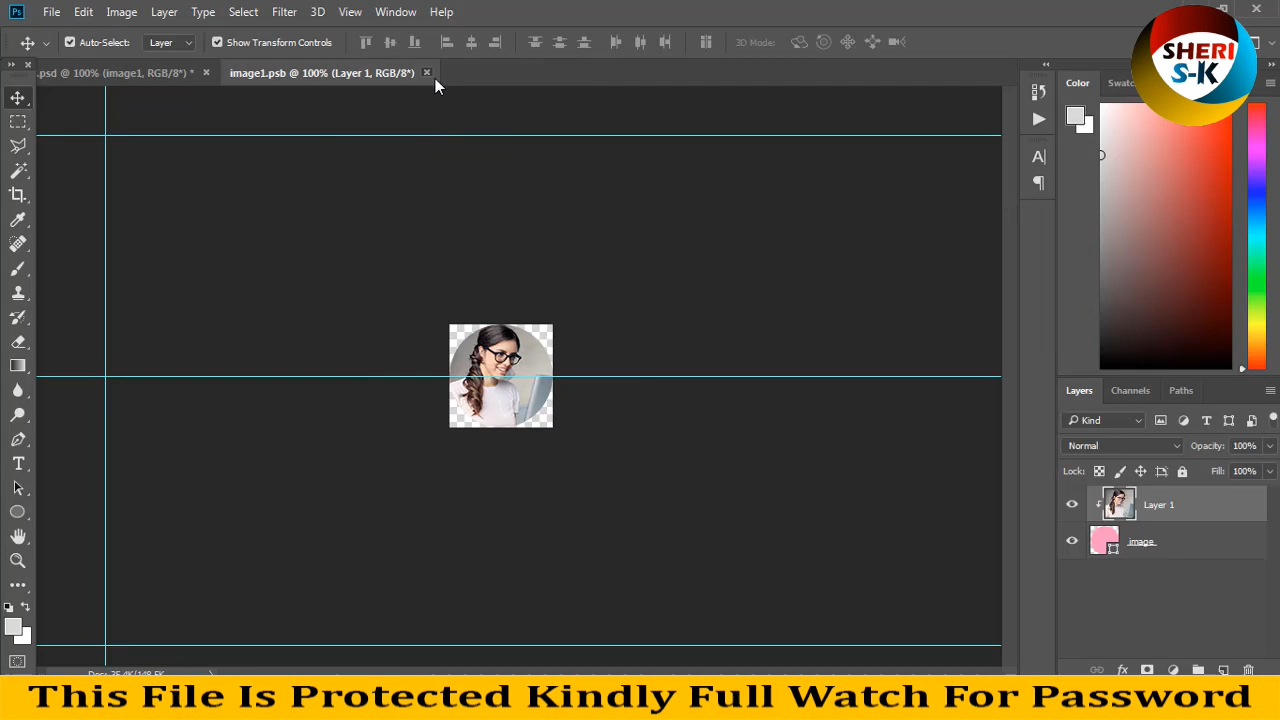 Ps File Edit Image Layer Type Select Filter 3D View Window Help
Auto-Select: Layer Show Transform Controls 3D Mode:
.psd @ 100% (image1, RGB/8*) * image1.psb @ 100% (Layer 1, RGB/8*)
SHERI
S-K
Color Swatc
Layers Channels Paths
Kind
Normal Opacity: 100%
Lock: Fill: 100%
Layer 1
image
This File Is Protected Kindly Full Watch For Password